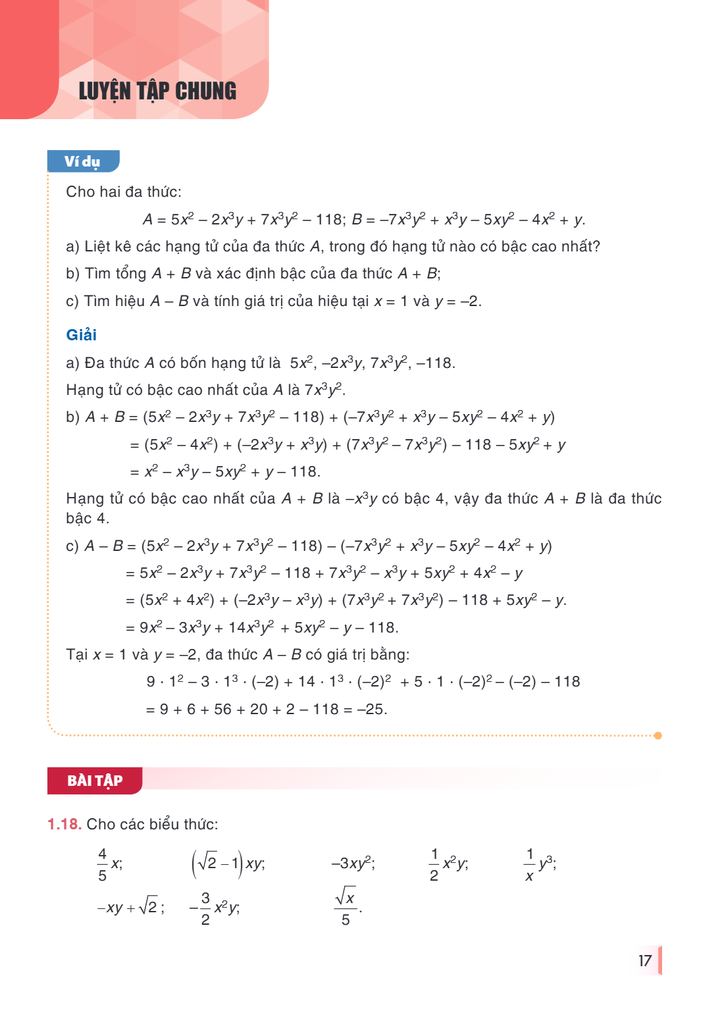 LUYỆN TẬP CHUNG
Ví dụ
Cho hai đa thức:
A = 5x² – 2x³y + 7x³y² – 118; B = –7x³y² + x³y – 5xy² – 4x² + y.
a) Liệt kê các hạng tử của đa thức A, trong đó hạng tử nào có bậc cao nhất?
b) Tìm tổng A + B và xác định bậc của đa thức A + B;
c) Tìm hiệu A – B và tính giá trị của hiệu tại x = 1 và y = –2.
Giải
a) Đa thức A có bốn hạng tử là 5x², –2x³y, 7x³y², –118.
Hạng tử có bậc cao nhất của A là 7x³y².
b) A + B = (5x² – 2x³y + 7x³y² – 118) + (–7x³y² + x³y – 5xy² – 4x² + y)
= (5x² – 4x²) + (–2x³y + x³y) + (7x³y² – 7x³y²) – 118 – 5xy² + y
= x² – x³y – 5xy² + y – 118.
Hạng tử có bậc cao nhất của A + B là –x³y có bậc 4, vậy đa thức A + B là đa thức
bậc 4.
c) A – B = (5x² – 2x³y + 7x³y² – 118) – (–7x³y² + x³y – 5xy² – 4x² + y)
= 5x² – 2x³y + 7x³y² – 118 + 7x³y² – x³y + 5xy² + 4x² – y
= (5x² + 4x²) + (–2x³y – x³y) + (7x³y² + 7x³y²) – 118 + 5xy² – y.
= 9x² – 3x³y + 14x³y² + 5xy² – y – 118.
Tại x = 1 và y = –2, đa thức A – B có giá trị bằng:
9 · 1² – 3 · 1³ · (–2) + 14 · 1³ · (–2)² + 5 · 1 · (–2)² – (–2) – 118
= 9 + 6 + 56 + 20 + 2 – 118 = –25.
BÀI TẬP
1.18. Cho các biểu thức:
4/5 x; (√2 – 1)xy; –3xy²; 1/2 x²y; 1/x y³;
–xy + √2; –3/2 x²y; √x/5.
17